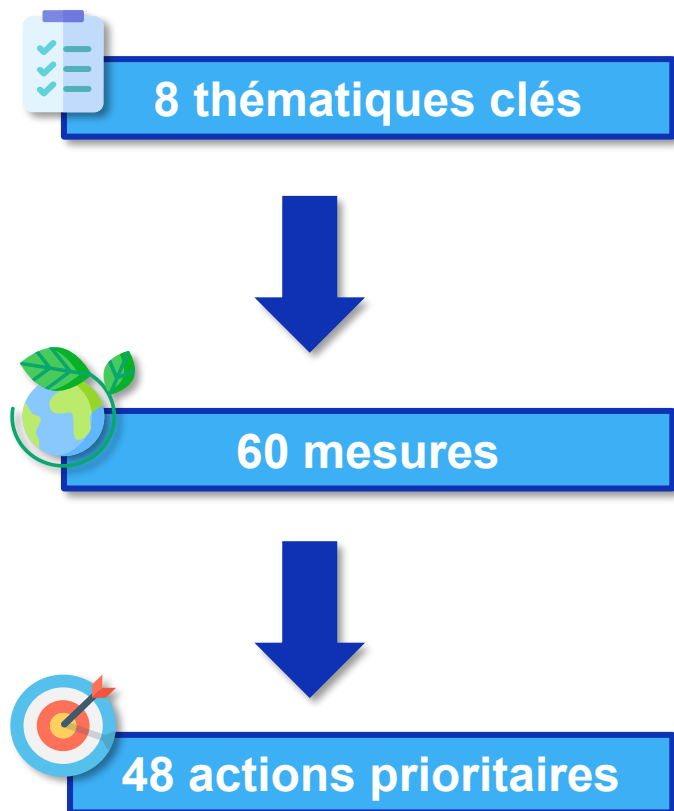 8 thématiques clés
60 mesures
48 actions prioritaires